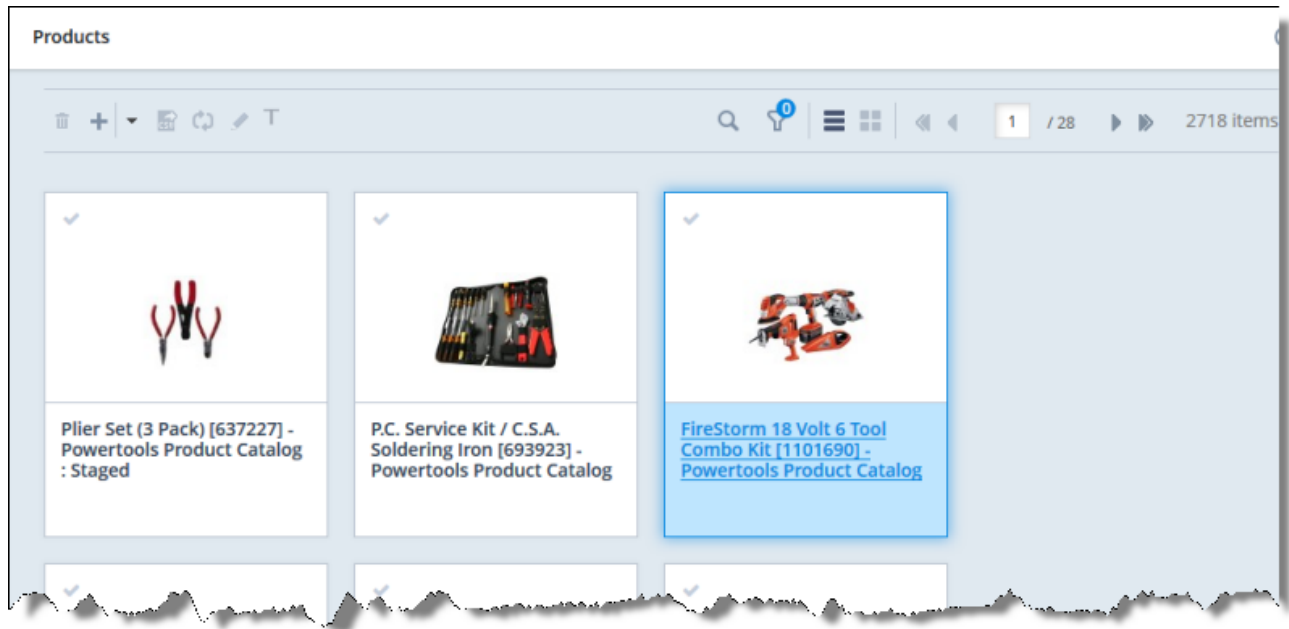 Products
0
1 / 28 2718 items
Plier Set (3 Pack) [637227] -
Powertools Product Catalog
: Staged
P.C. Service Kit / C.S.A.
Soldering Iron [693923] -
Powertools Product Catalog
FireStorm 18 Volt 6 Tool
Combo Kit [1101690] -
Powertools Product Catalog